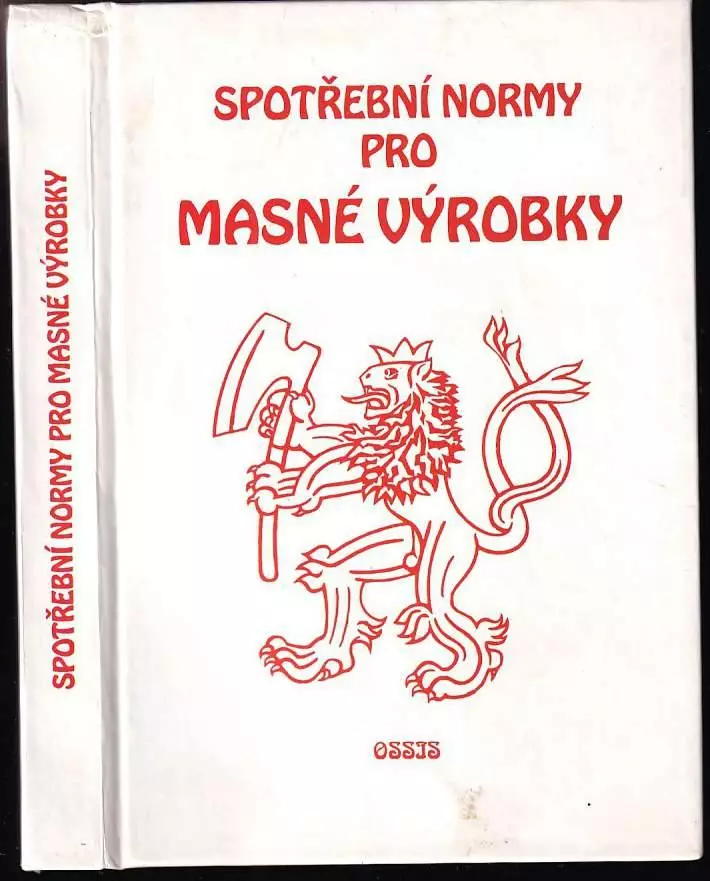 SPOTŘEBNÍ NORMY
PRO
MASNÉ VÝROBKY
OSSIS
SPOTŘEBNÍ NORMY PRO MASNÉ VÝROBKY